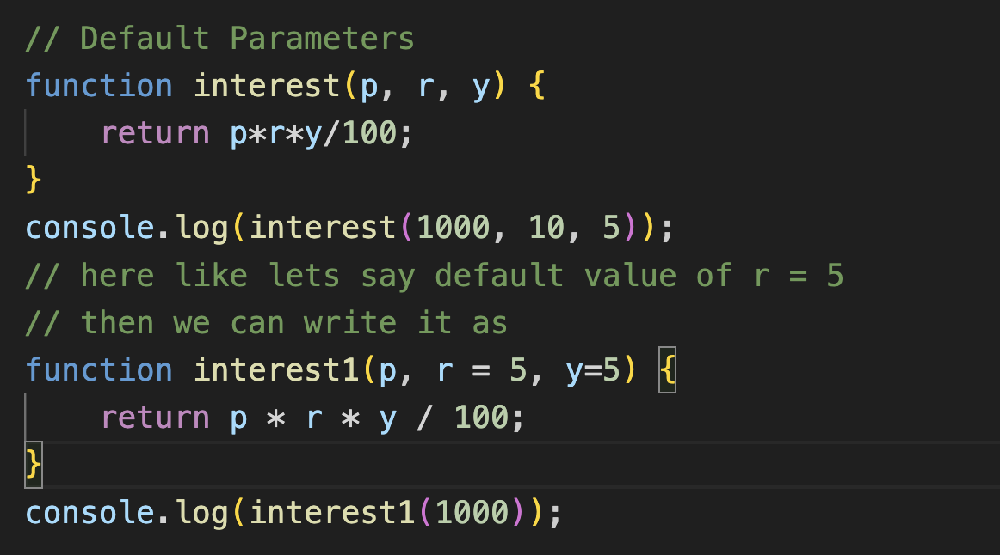 // Default Parameters
function interest(p, r, y) {
    return p*r*y/100;
}
console.log(interest(1000, 10, 5));
// here like lets say default value of r = 5
// then we can write it as
function interest1(p, r = 5, y=5) {
    return p * r * y / 100;
}
console.log(interest1(1000));